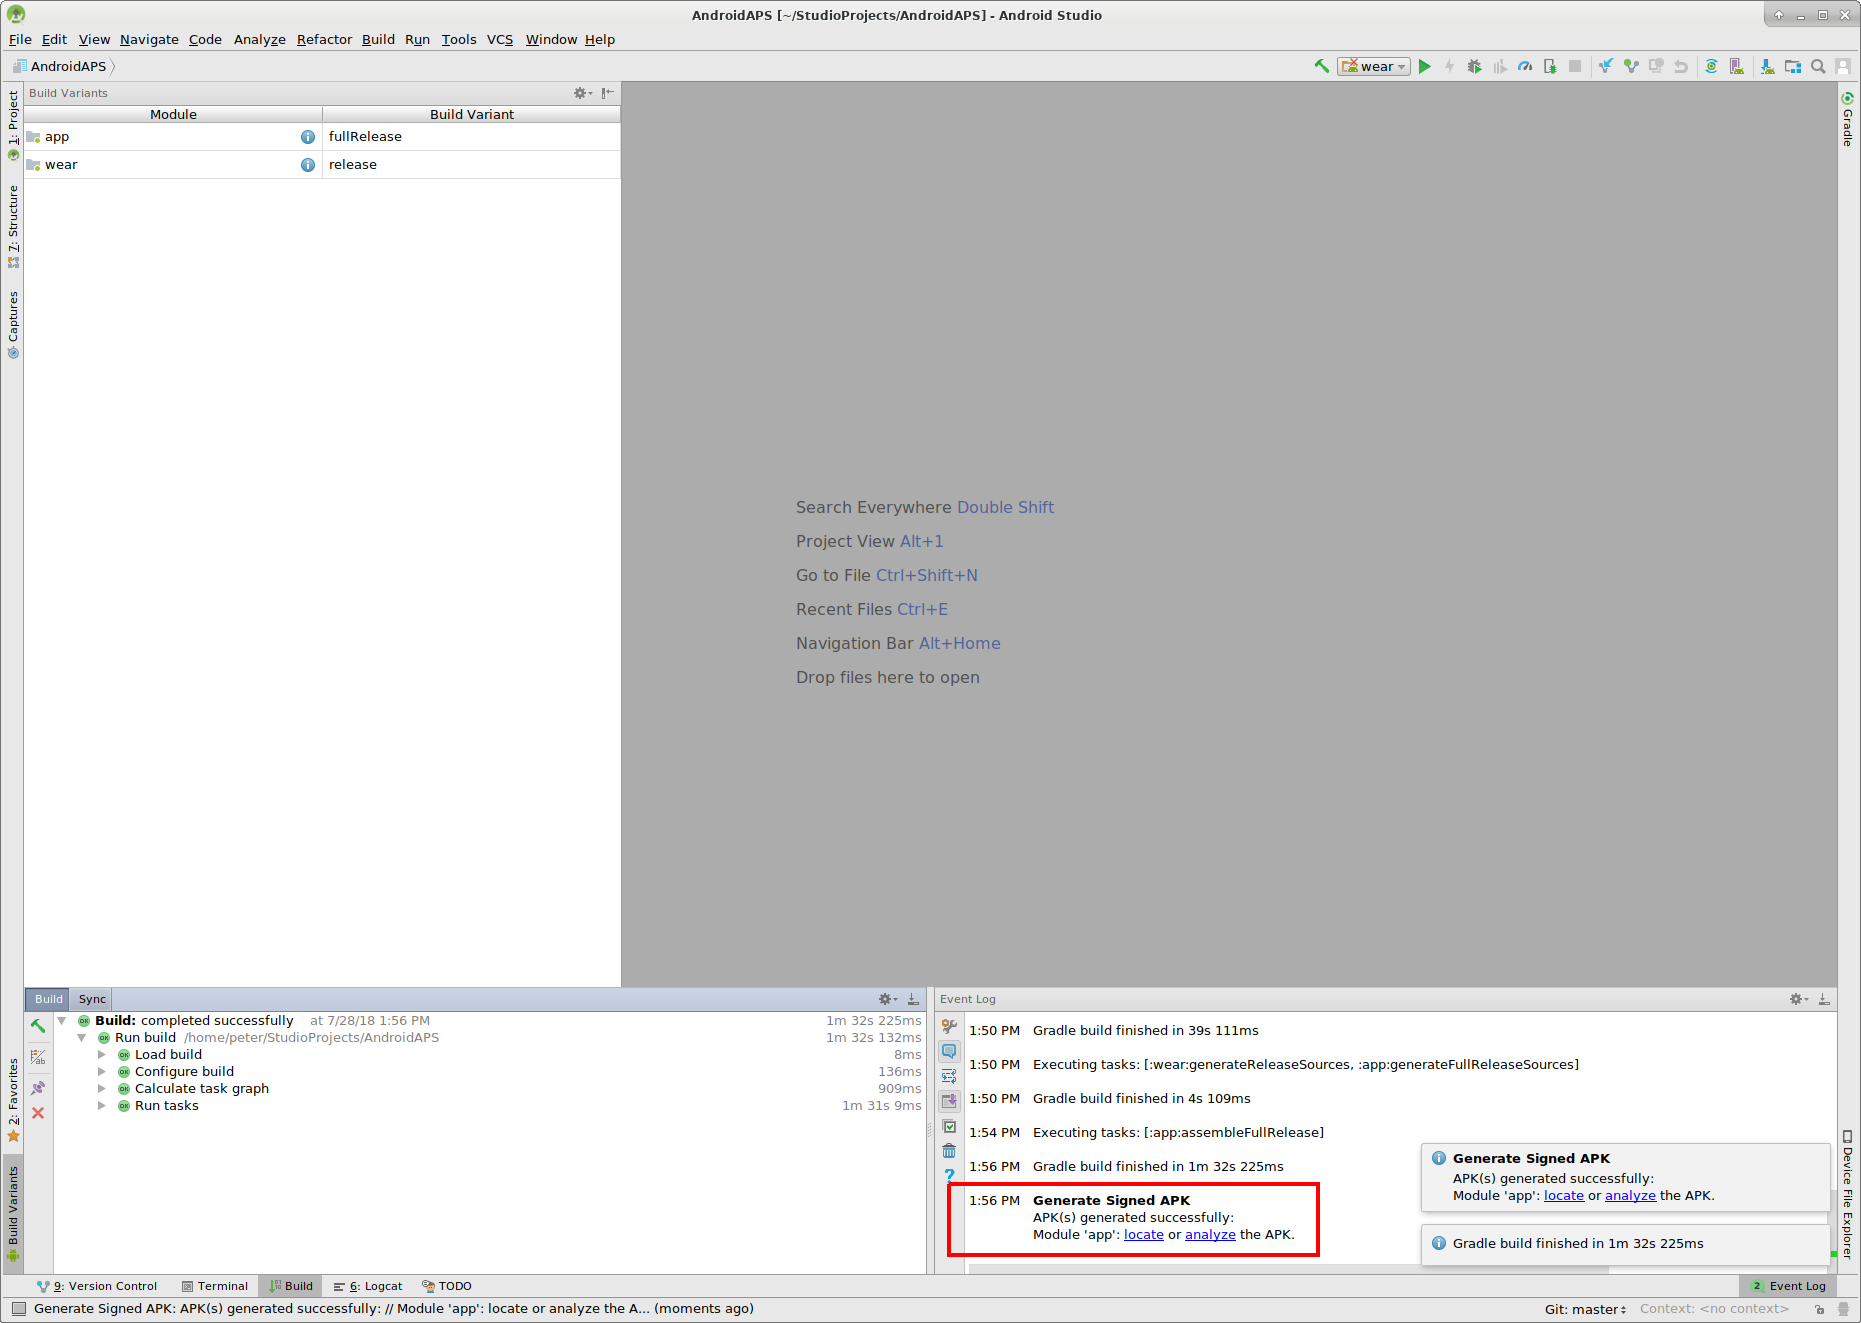 AndroidAPS [~/StudioProjects/AndroidAPS] - Android Studio
File Edit View Navigate Code Analyze Refactor Build Run Tools VCS Window Help
AndroidAPS
wear
Build Variants
Module Build Variant
app fullRelease
wear release
1: Project
7: Structure
Captures
2: Favorites
Build Variants
Gradle
Device File Explorer
Search Everywhere Double Shift
Project View Alt+1
Go to File Ctrl+Shift+N
Recent Files Ctrl+E
Navigation Bar Alt+Home
Drop files here to open
Build Sync
Build: completed successfully at 7/28/18 1:56 PM 1m 32s 225ms
Run build /home/peter/StudioProjects/AndroidAPS 1m 32s 132ms
Load build 8ms
Configure build 136ms
Calculate task graph 909ms
Run tasks 1m 31s 9ms
Event Log
1:50 PM Gradle build finished in 39s 111ms
1:50 PM Executing tasks: [:wear:generateReleaseSources, :app:generateFullReleaseSources]
1:50 PM Gradle build finished in 4s 109ms
1:54 PM Executing tasks: [:app:assembleFullRelease]
1:56 PM Gradle build finished in 1m 32s 225ms
1:56 PM Generate Signed APK
APK(s) generated successfully:
Module 'app': locate or analyze the APK.
Generate Signed APK
APK(s) generated successfully:
Module 'app': locate or analyze the APK.
Gradle build finished in 1m 32s 225ms
9: Version Control Terminal Build 6: Logcat TODO 2 Event Log
Generate Signed APK: APK(s) generated successfully: // Module 'app': locate or analyze the A... (moments ago) Git: master Context: <no context>